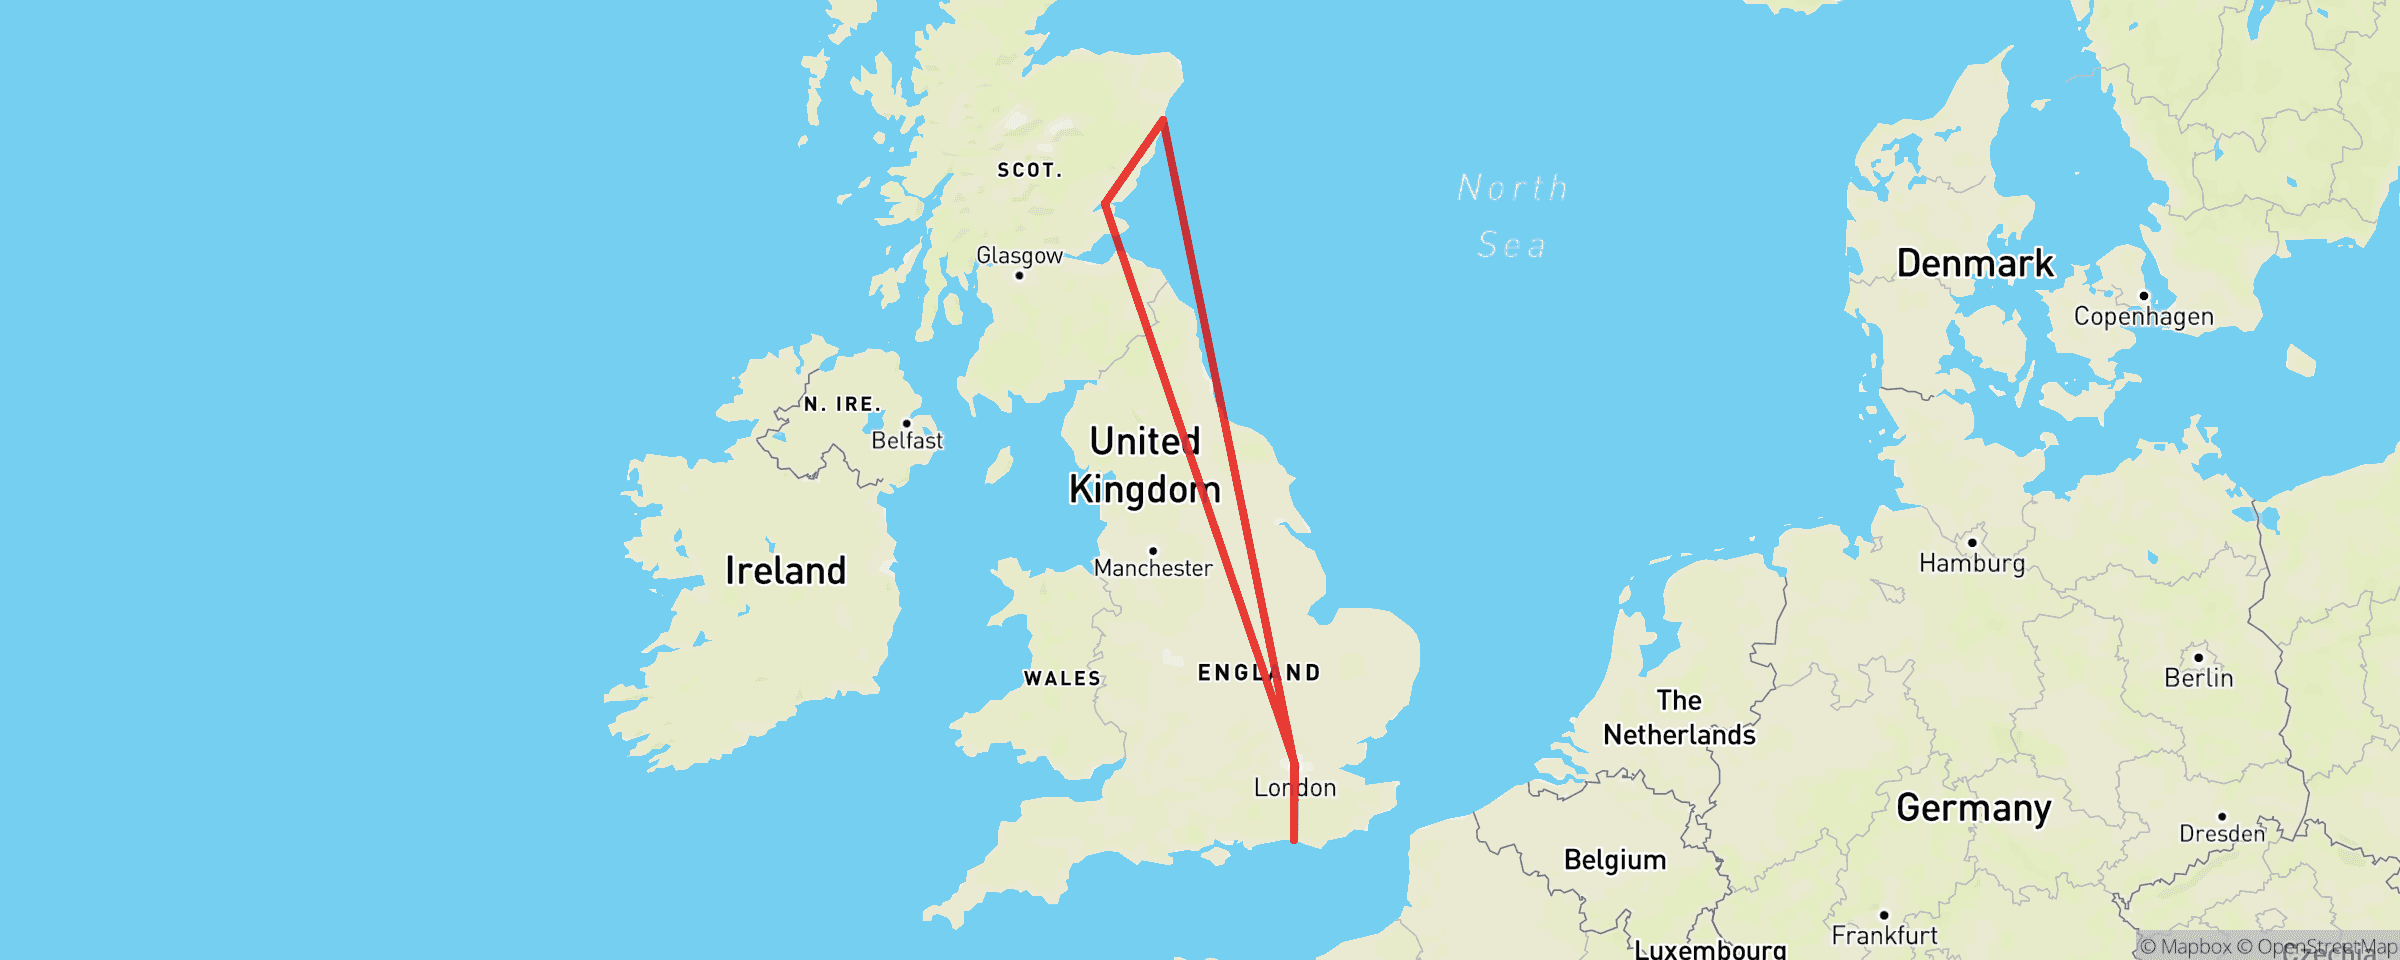 North
Sea
SCOT.
Glasgow
Denmark
Copenhagen
N. IRE.
Belfast
United
Kingdom
Ireland
Manchester
Hamburg
WALES
ENGLAND
The
Netherlands
Berlin
London
Germany
Dresden
Belgium
Frankfurt
Luxembourg
Czechia
© Mapbox © OpenStreetMap